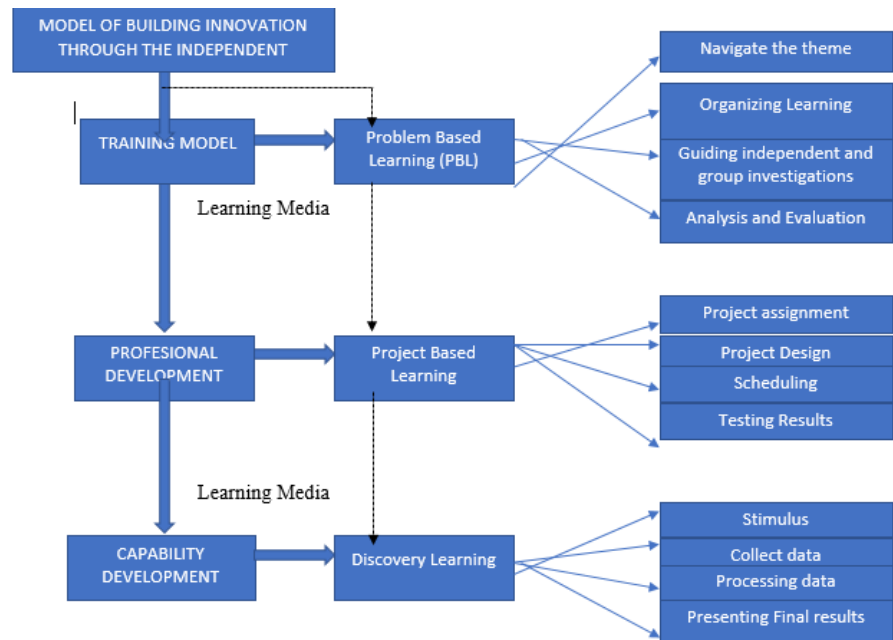 MODEL OF BUILDING INNOVATION
THROUGH THE INDEPENDENT
Navigate the theme
Organizing Learning
TRAINING MODEL
Problem Based
Learning (PBL)
Guiding independent and
group investigations
Analysis and Evaluation
Learning Media
Project assignment
PROFESIONAL
DEVELOPMENT
Project Based
Learning
Project Design
Scheduling
Testing Results
Learning Media
Stimulus
CAPABILITY
DEVELOPMENT
Discovery Learning
Collect data
Processing data
Presenting Final results